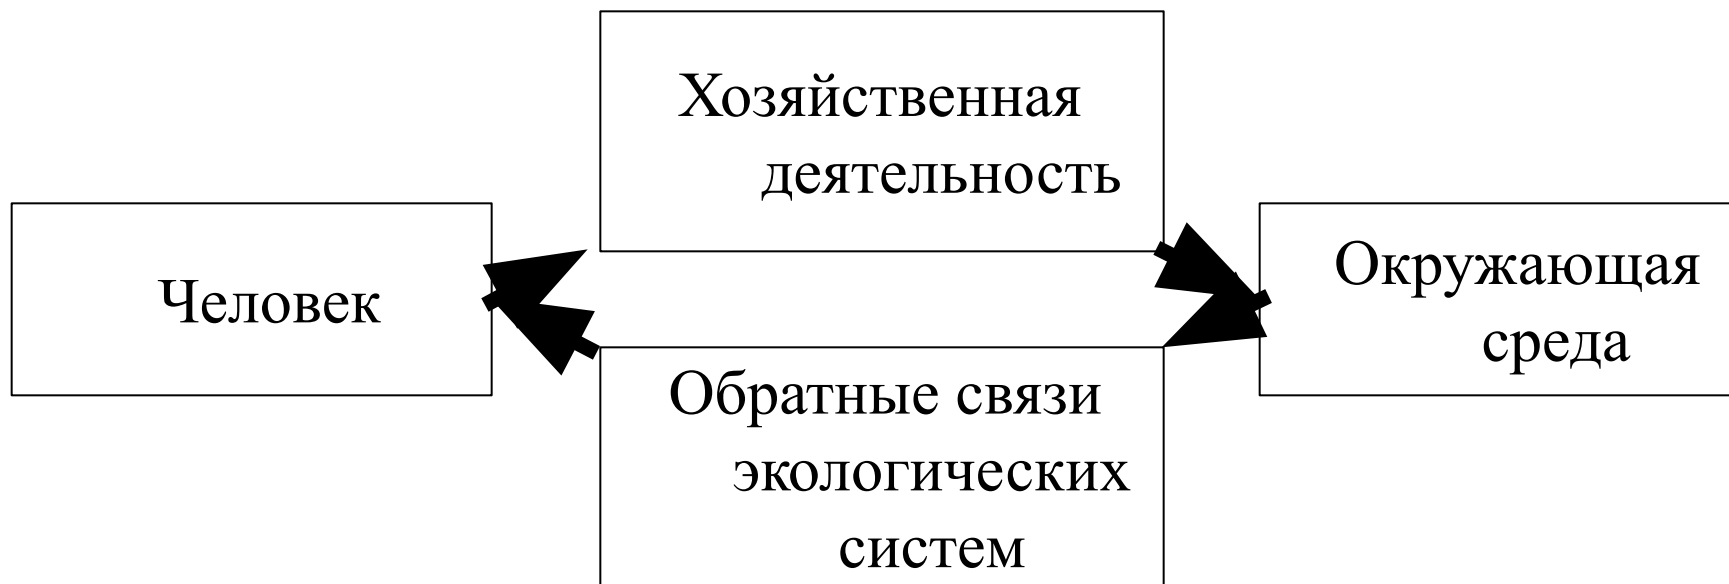 Хозяйственная
деятельность
Человек
Окружающая
среда
Обратные связи
экологических
систем